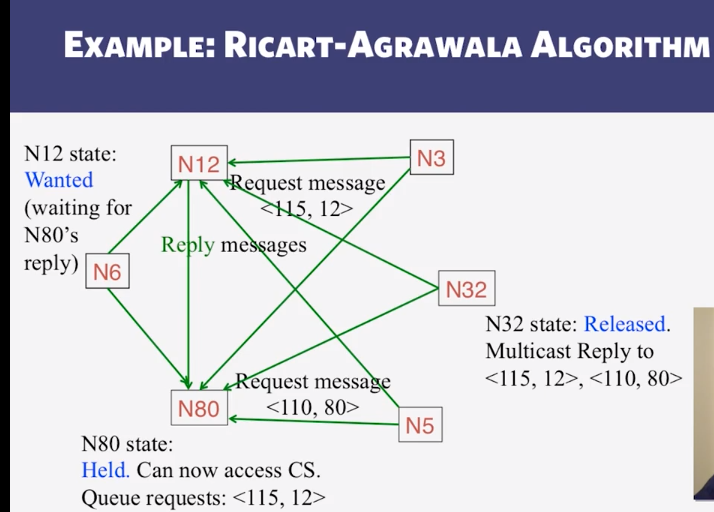 EXAMPLE: RICART-AGRAWALA ALGORITHM
N12 state:
Wanted
(waiting for
N80's
reply)
N12
N3
Request message
<115, 12>
Reply messages
N6
N32
N32 state: Released.
Multicast Reply to
<115, 12>, <110, 80>
Request message
<110, 80>
N80
N5
N80 state:
Held. Can now access CS.
Queue requests: <115, 12>